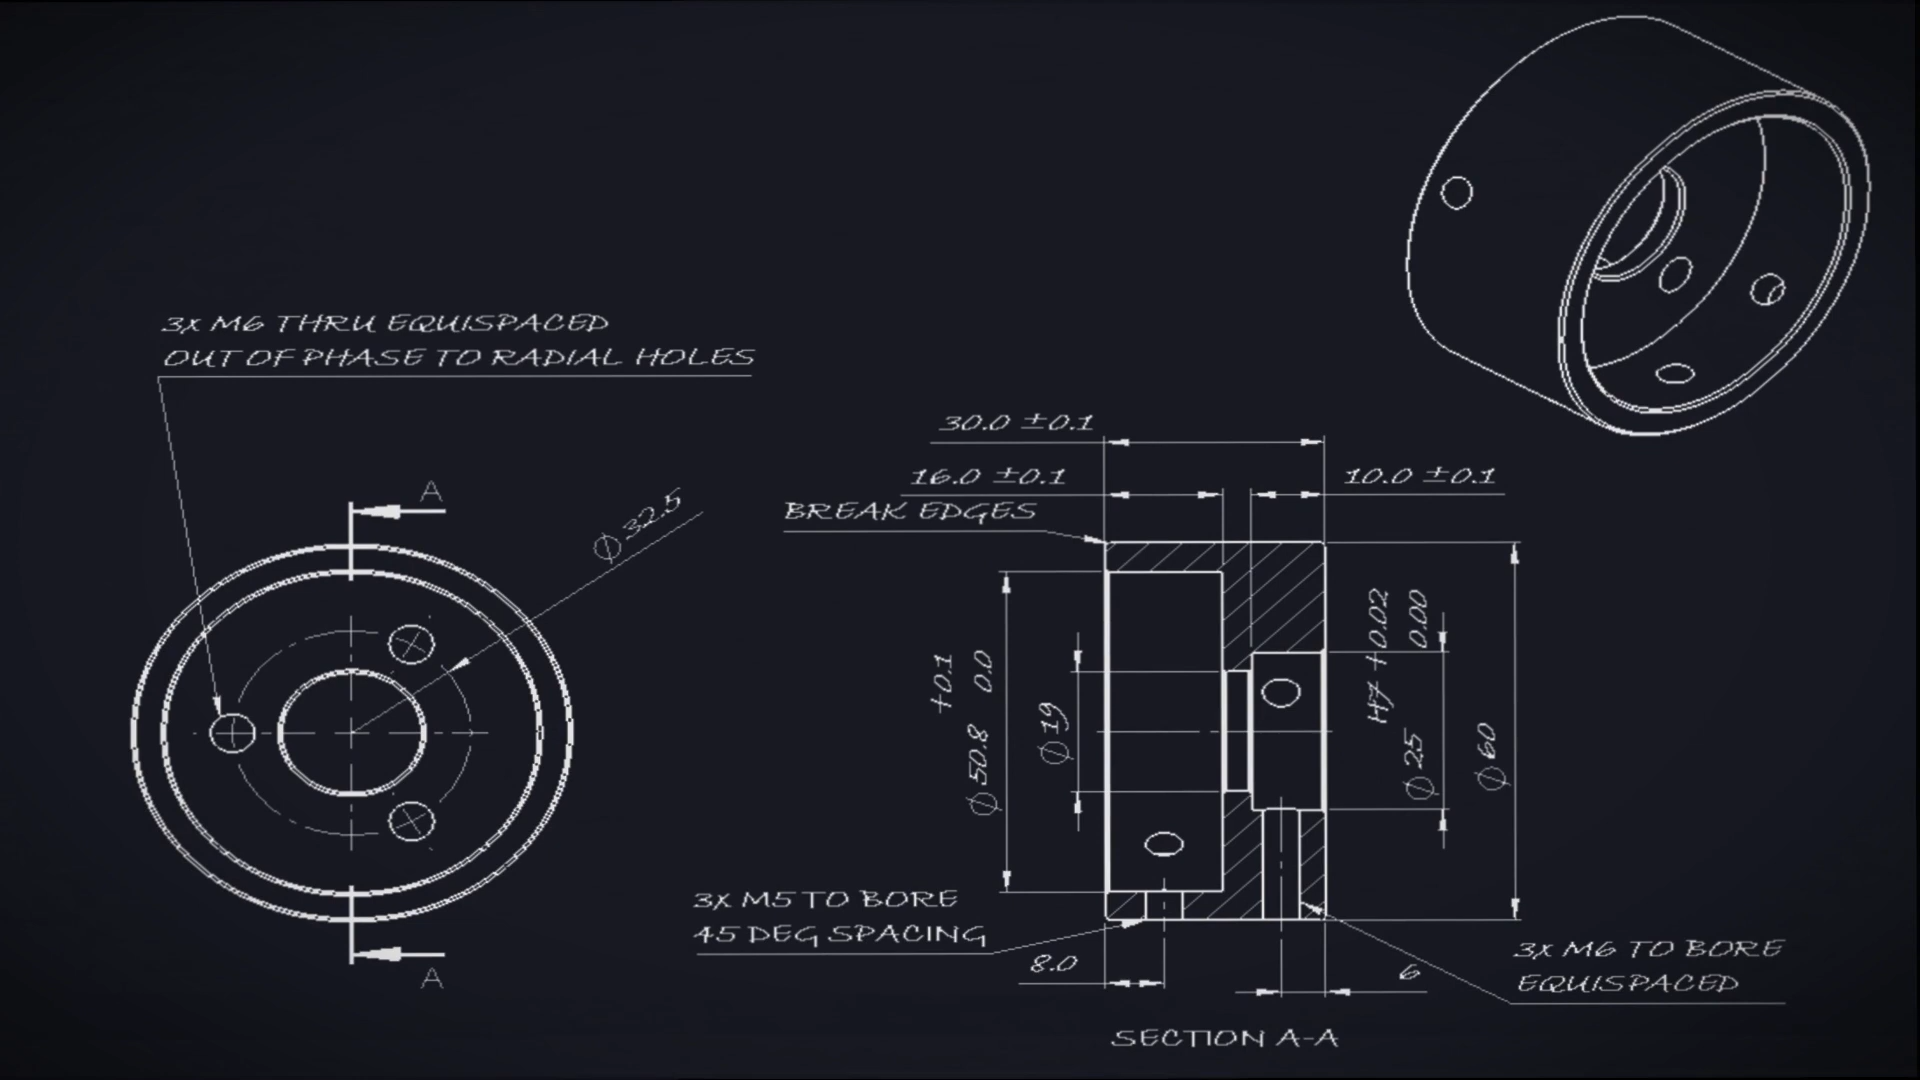 3x M6 THRU EQUISPACED
OUT OF PHASE TO RADIAL HOLES
A
Ø 32.5
A
30.0 ±0.1
16.0 ±0.1
10.0 ±0.1
BREAK EDGES
+0.1
Ø 50.8 0.0
Ø 19
H7 +0.02
Ø 25 0.00
Ø 60
3x M5 TO BORE
45 DEG SPACING
8.0
6
3x M6 TO BORE
EQUISPACED
SECTION A-A